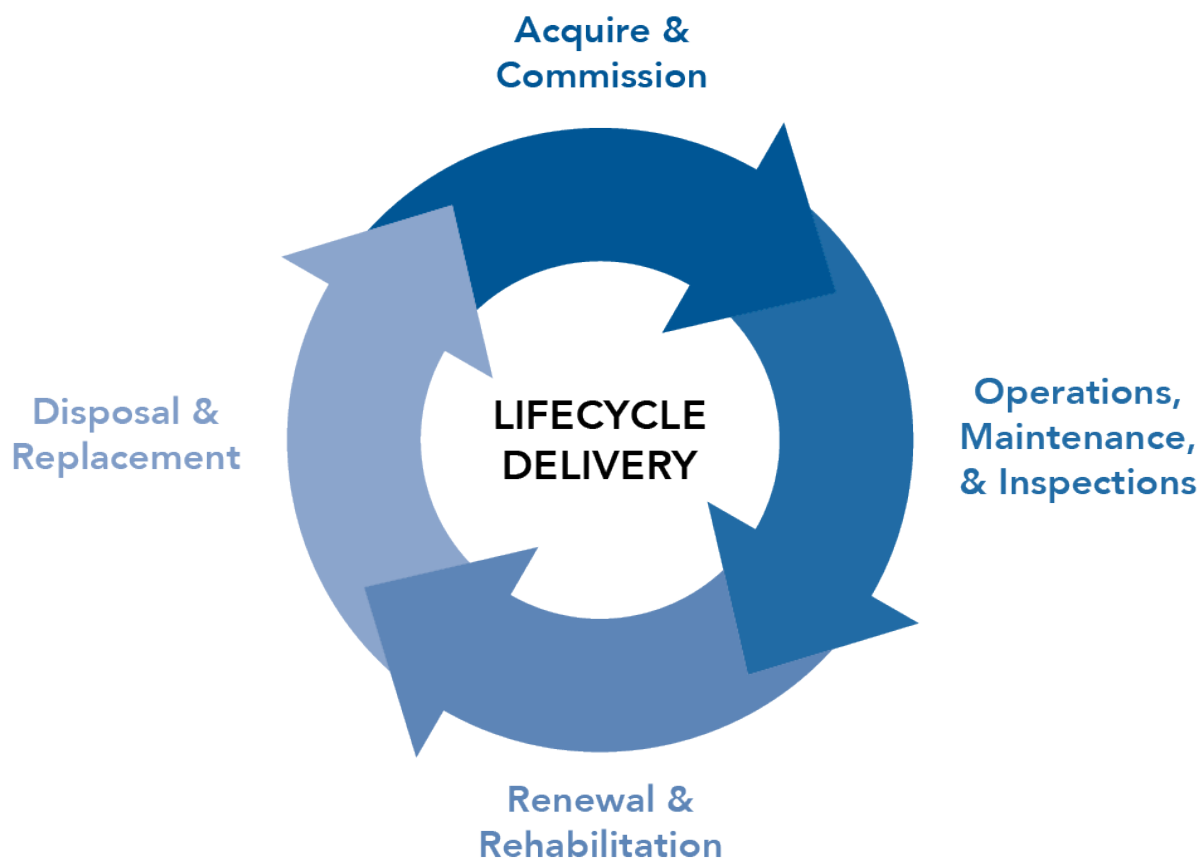 Acquire &
Commission
Operations,
Maintenance,
& Inspections
Renewal &
Rehabilitation
Disposal &
Replacement
LIFECYCLE
DELIVERY